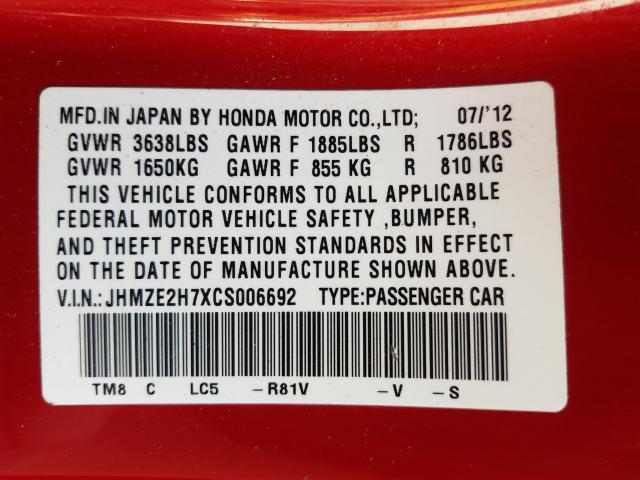 MFD.IN JAPAN BY HONDA MOTOR CO.,LTD; 07/'12
GVWR 3638LBS GAWR F 1885LBS R 1786LBS
GVWR 1650KG GAWR F 855 KG R 810 KG
THIS VEHICLE CONFORMS TO ALL APPLICABLE
FEDERAL MOTOR VEHICLE SAFETY ,BUMPER,
AND THEFT PREVENTION STANDARDS IN EFFECT
ON THE DATE OF MANUFACTURE SHOWN ABOVE.
V.I.N.: JHMZE2H7XCS006692 TYPE:PASSENGER CAR
TM8 C LC5 -R81V -V -S